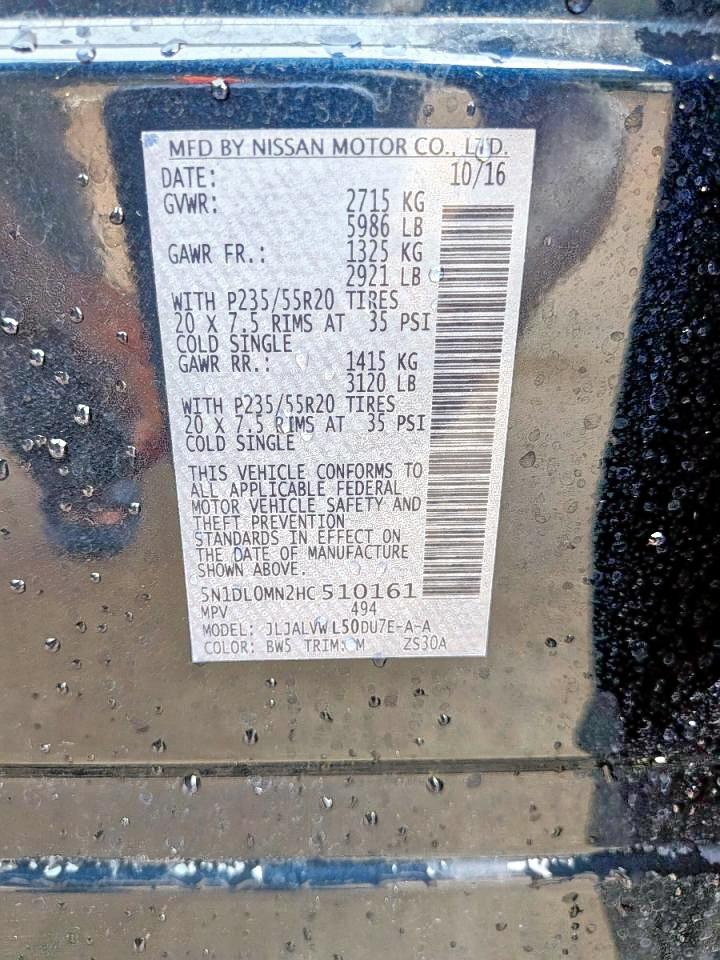 MFD BY NISSAN MOTOR CO., LTD.
DATE: 10/16
GVWR: 2715 KG
5986 LB
GAWR FR.: 1325 KG
2921 LB
WITH P235/55R20 TIRES
20 X 7.5 RIMS AT 35 PSI
COLD SINGLE
GAWR RR.: 1415 KG
3120 LB
WITH P235/55R20 TIRES
20 X 7.5 RIMS AT 35 PSI
COLD SINGLE
THIS VEHICLE CONFORMS TO
ALL APPLICABLE FEDERAL
MOTOR VEHICLE SAFETY AND
THEFT PREVENTION
STANDARDS IN EFFECT ON
THE DATE OF MANUFACTURE
SHOWN ABOVE.
5N1DL0MN2HC510161
MPV 494
MODEL: JLJALVWL50DU7E-A-A
COLOR: BW5 TRIM: ZS30A